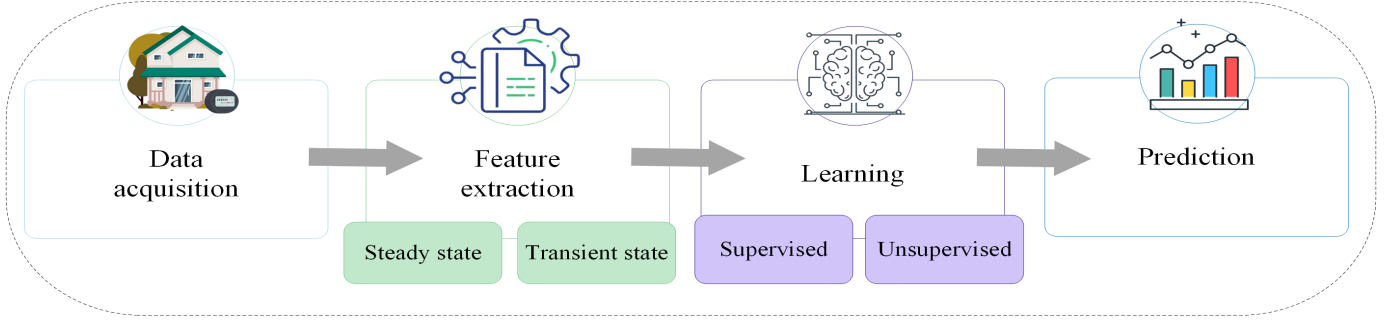 Data
acquisition
Feature
extraction
Learning
Prediction
Steady state
Transient state
Supervised
Unsupervised